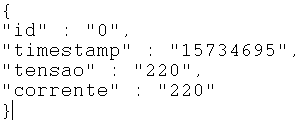 {
"id" : "0",
"timestamp" : "15734695",
"tensao" : "220",
"corrente" : "220"
}